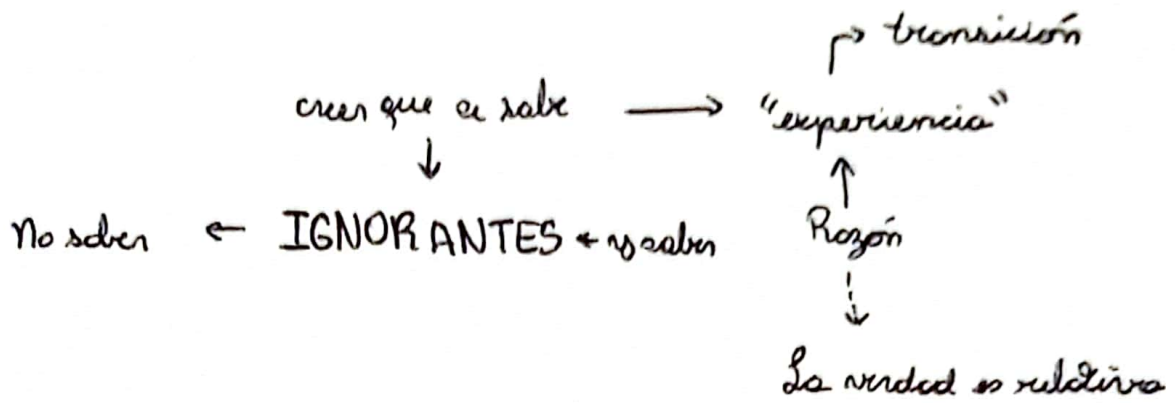 transición
creer que se sabe → "experiencia"
No saber ← IGNORANTES ← y saber Razón
La verdad es relativa